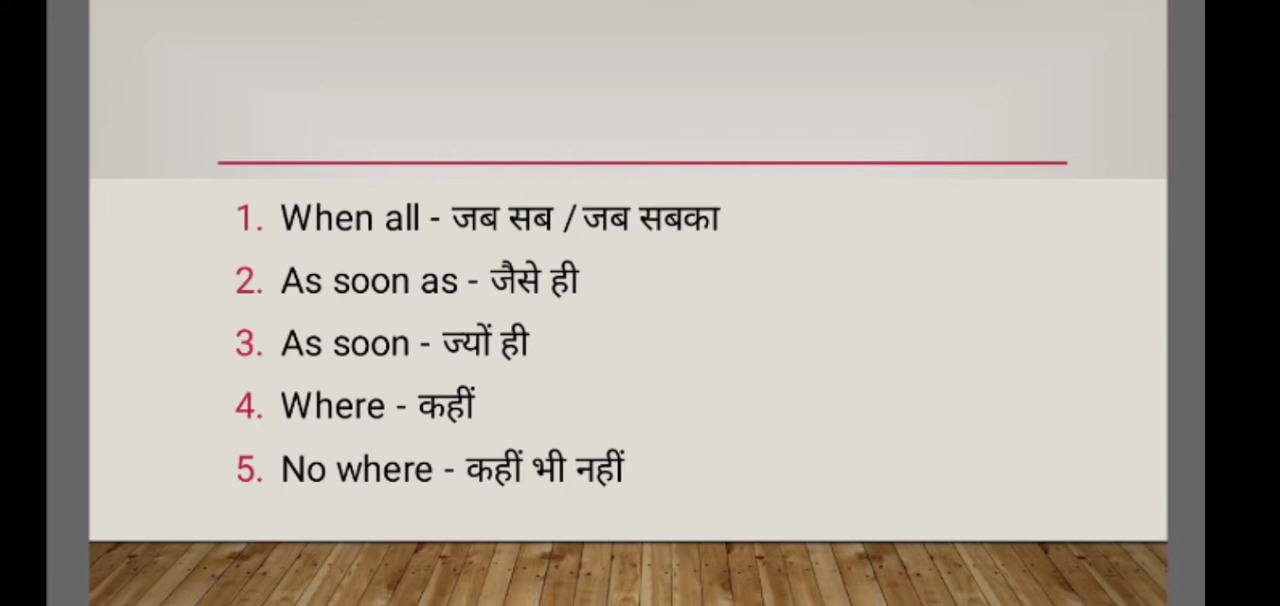 1. When all - जब सब / जब सबका
2. As soon as - जैसे ही
3. As soon - ज्यों ही
4. Where - कहीं
5. No where - कहीं भी नहीं